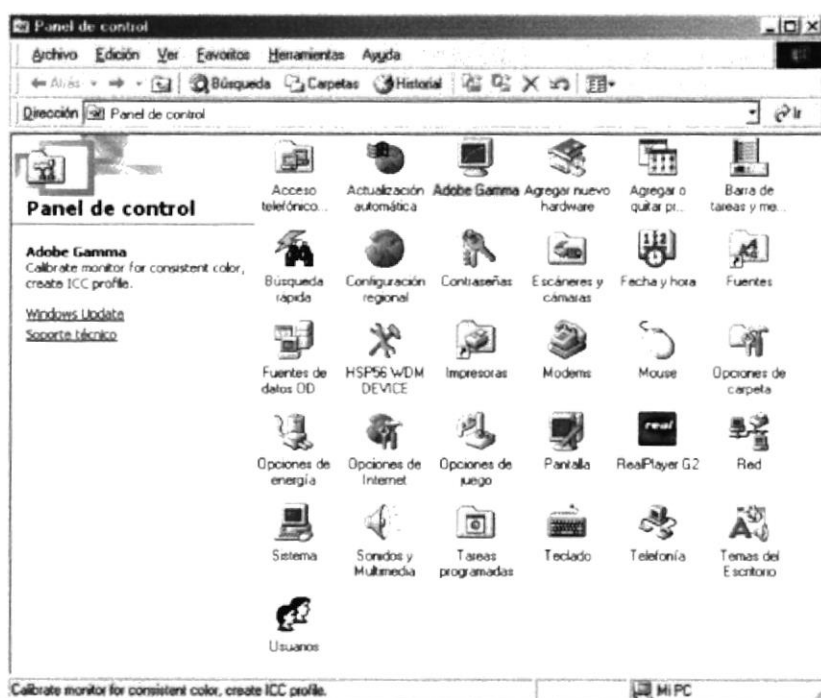 Panel de control
Archivo Edición Ver Favoritos Herramientas Ayuda
Atrás Búsqueda Carpetas Historial
Dirección Panel de control Ir
Panel de control
Adobe Gamma
Calibrate monitor for consistent color,
create ICC profile.
Windows Update
Soporte técnico
Acceso telefónico...
Actualización automática
Adobe Gamma
Agregar nuevo hardware
Agregar o quitar pr...
Barra de tareas y me...
Búsqueda rápida
Configuración regional
Contraseñas
Escáneres y cámaras
Fecha y hora
Fuentes
Fuentes de datos OD...
HSP56 WDM DEVICE
Impresoras
Modems
Mouse
Opciones de carpeta
Opciones de energía
Opciones de Internet
Opciones de juego
Pantalla
real
RealPlayer G2
Red
Sistema
Sonidos y Multimedia
Tareas programadas
Teclado
Telefonía
Temas del Escritorio
Usuarios
Calibrate monitor for consistent color, create ICC profile. Mi PC